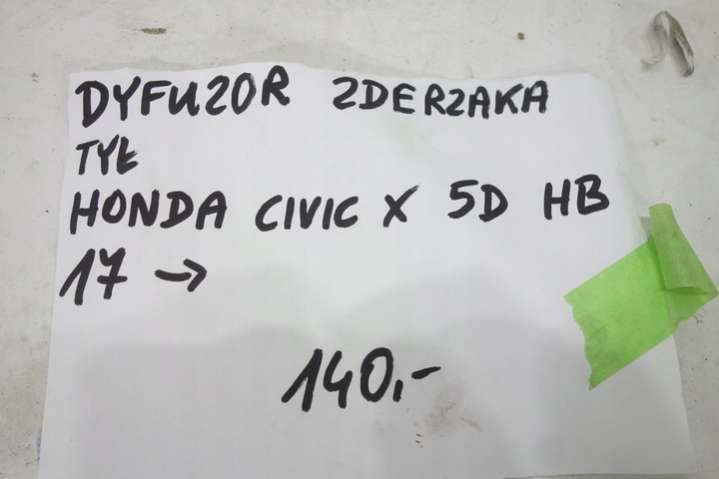 DYFUZOR ZDERZAKA
TYŁ
HONDA CIVIC X 5D HB
17 →
140,-